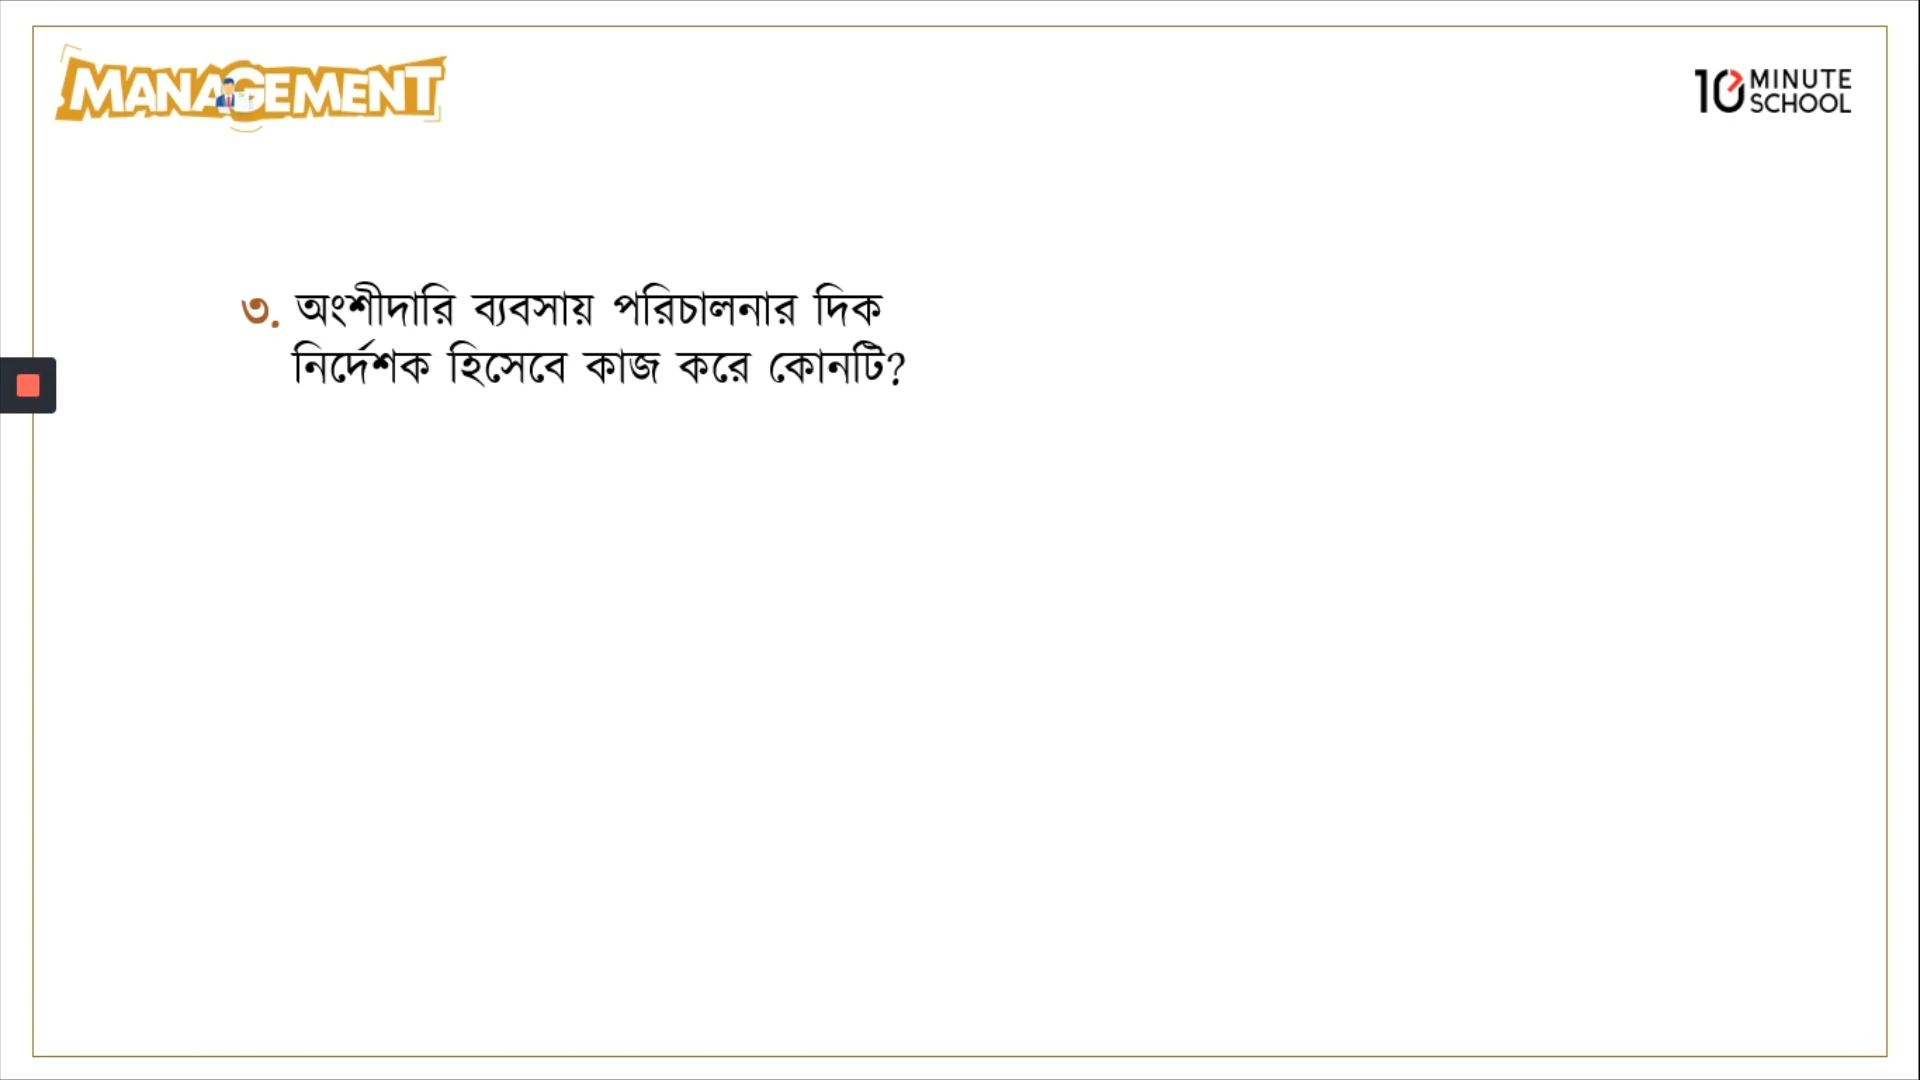 MANAGEMENT
10 MINUTE
SCHOOL
৩. অংশীদারি ব্যবসায় পরিচালনার দিক
নির্দেশক হিসেবে কাজ করে কোনটি?